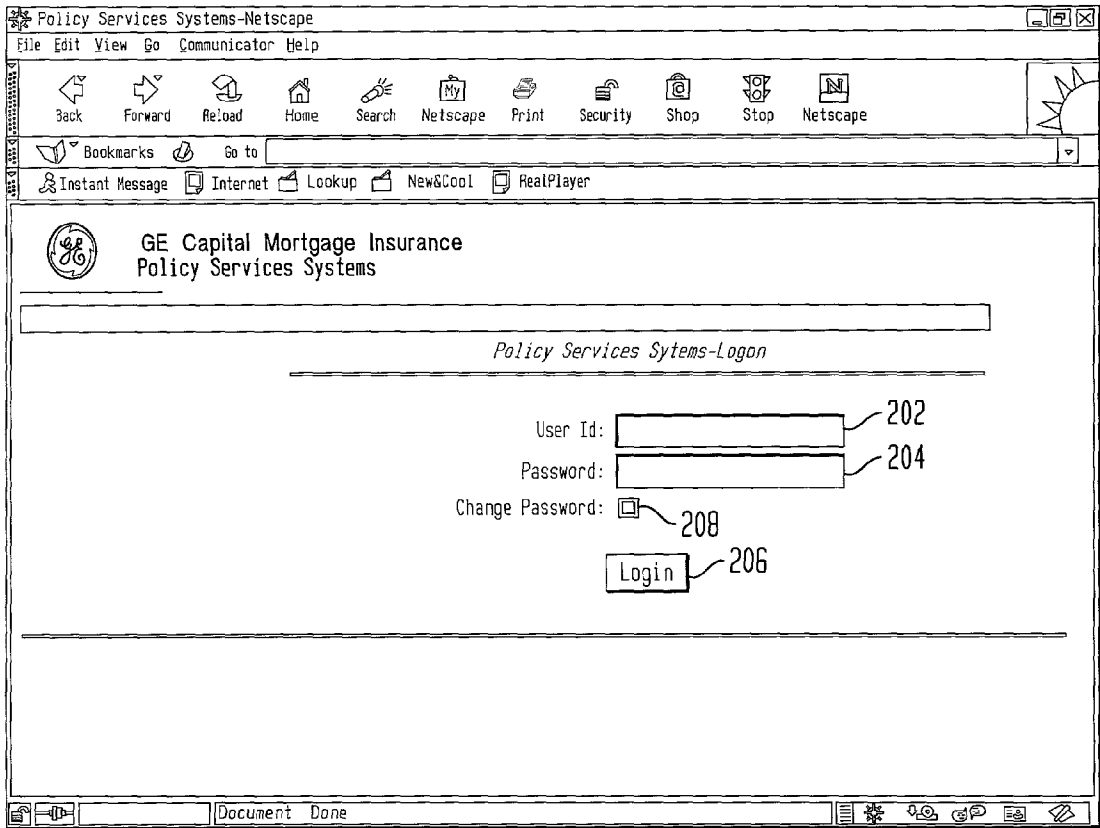 Policy Services Systems-Netscape
File Edit View Go Communicator Help
Back Forward Reload Home Search Netscape Print Security Shop Stop Netscape
My @ N N
Bookmarks Go to
Instant Message Internet Lookup New&Cool RealPlayer
GE GE Capital Mortgage Insurance
Policy Services Systems
Policy Services Sytems-Logon
User Id: 202
Password: 204
Change Password: 208
Login 206
Document Done